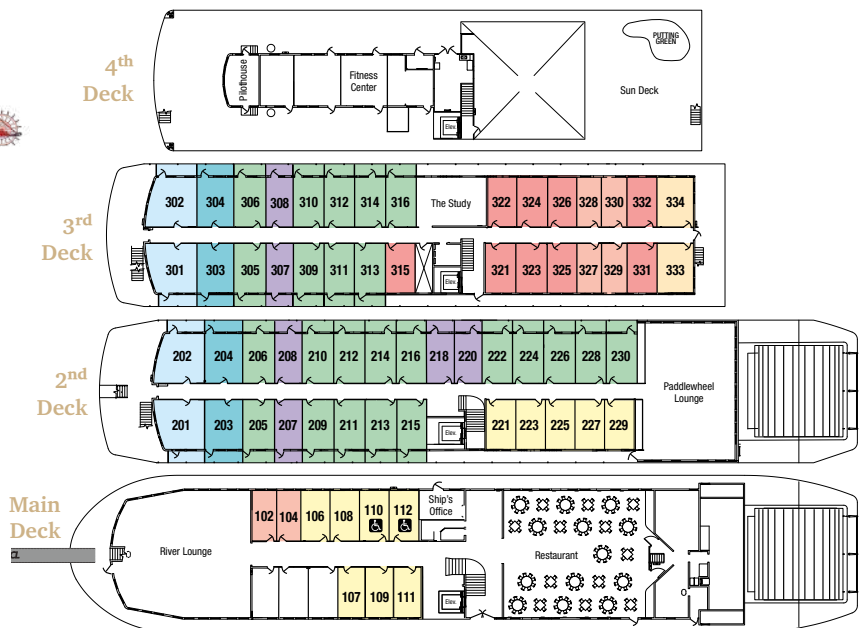 4th
Deck
Pilothouse
Fitness
Center
Elev.
Sun Deck
PUTTING
GREEN
3rd
Deck
302 304 306 308 310 312 314 316 The Study 322 324 326 328 330 332 334
301 303 305 307 309 311 313 315 Elev. 321 323 325 327 329 331 333
2nd
Deck
202 204 206 208 210 212 214 216 218 220 222 224 226 228 230
Paddlewheel
Lounge
201 203 205 207 209 211 213 215 Elev. 221 223 225 227 229
Main
Deck
River Lounge
102 104 106 108 110 112
Ship's
Office
Restaurant
107 109 111 Elev.